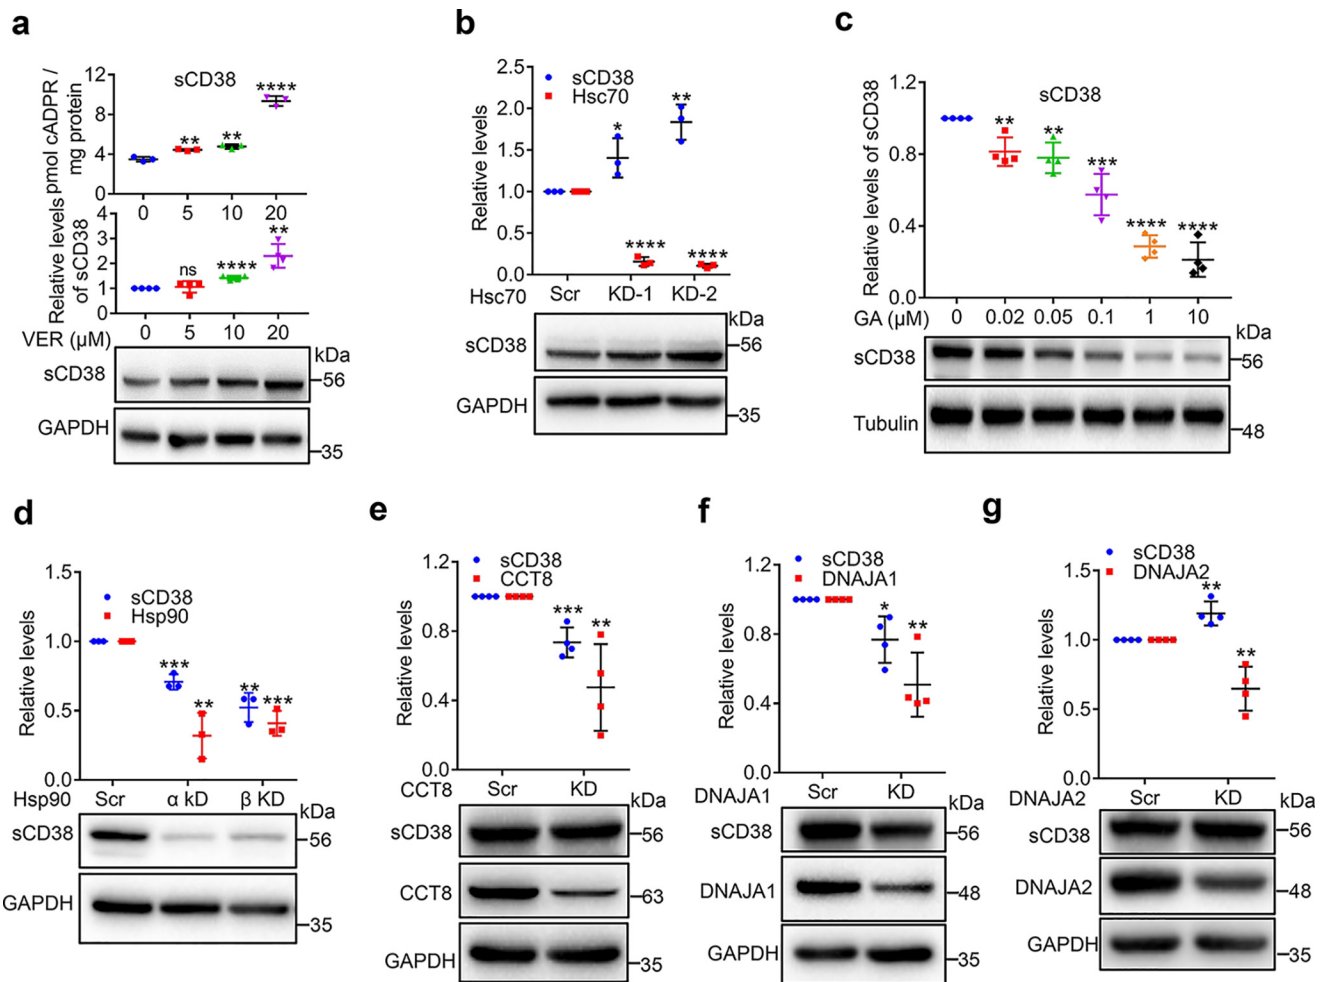 a
sCD38
pmol cADPR /
mg protein
12
8
4
0
**
**
****
0 5 10 20
Relative levels
of sCD38
4
3
2
1
0
ns
****
**
0 5 10 20
VER (μM)
kDa
sCD38
56
GAPDH
35
b
Relative levels
2.5
2.0
1.5
1.0
0.5
0.0
sCD38
Hsc70
*
**
****
****
Hsc70 Scr KD-1 KD-2
kDa
sCD38
56
GAPDH
35
c
Relative levels of sCD38
1.2
0.8
0.4
0.0
sCD38
**
**
***
****
****
GA (μM) 0 0.02 0.05 0.1 1 10
kDa
sCD38
56
Tubulin
48
d
Relative levels
1.5
1.0
0.5
0.0
sCD38
Hsp90
***
**
**
***
Hsp90 Scr α kD β KD
kDa
sCD38
56
GAPDH
35
e
Relative levels
1.2
0.8
0.4
0.0
sCD38
CCT8
***
**
CCT8 Scr KD
kDa
sCD38
56
CCT8
63
GAPDH
35
f
Relative levels
1.2
0.8
0.4
0.0
sCD38
DNAJA1
*
**
DNAJA1 Scr KD
kDa
sCD38
56
DNAJA1
48
GAPDH
35
g
Relative levels
1.5
1.0
0.5
0.0
sCD38
DNAJA2
**
**
DNAJA2 Scr KD
kDa
sCD38
56
DNAJA2
48
GAPDH
35